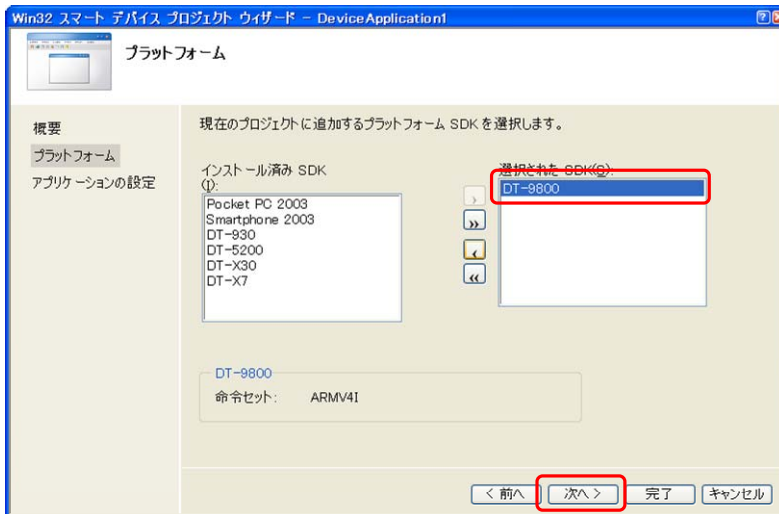 Win32 スマート デバイス プロジェクト ウィザード - DeviceApplication1
プラットフォーム
概要
プラットフォーム
アプリケーションの設定
現在のプロジェクトに追加するプラットフォーム SDK を選択します。
インストール済み SDK
(I):
Pocket PC 2003
Smartphone 2003
DT-930
DT-5200
DT-X30
DT-X7
›
»
‹
«
選択された SDK(S):
DT-9800
DT-9800
命令セット: ARMV4I
< 前へ 次へ > 完了 キャンセル